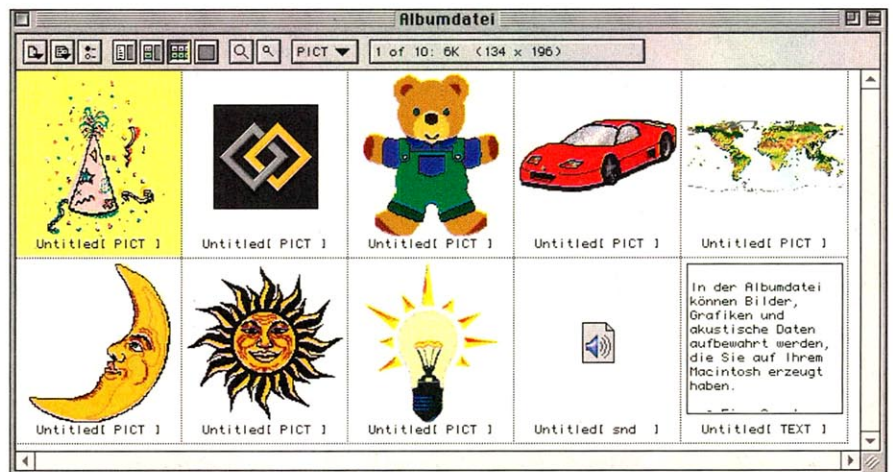 Albumdatei
PICT 1 of 10: 6K (134 x 196)
Untitled[ PICT ] Untitled[ PICT ] Untitled[ PICT ] Untitled[ PICT ] Untitled[ PICT ]
In der Albumdatei
können Bilder,
Grafiken und
akustische Daten
aufbewahrt werden,
die Sie auf Ihrem
Macintosh erzeugt
haben.
Untitled[ PICT ] Untitled[ PICT ] Untitled[ PICT ] Untitled[ snd ] Untitled[ TEXT ]